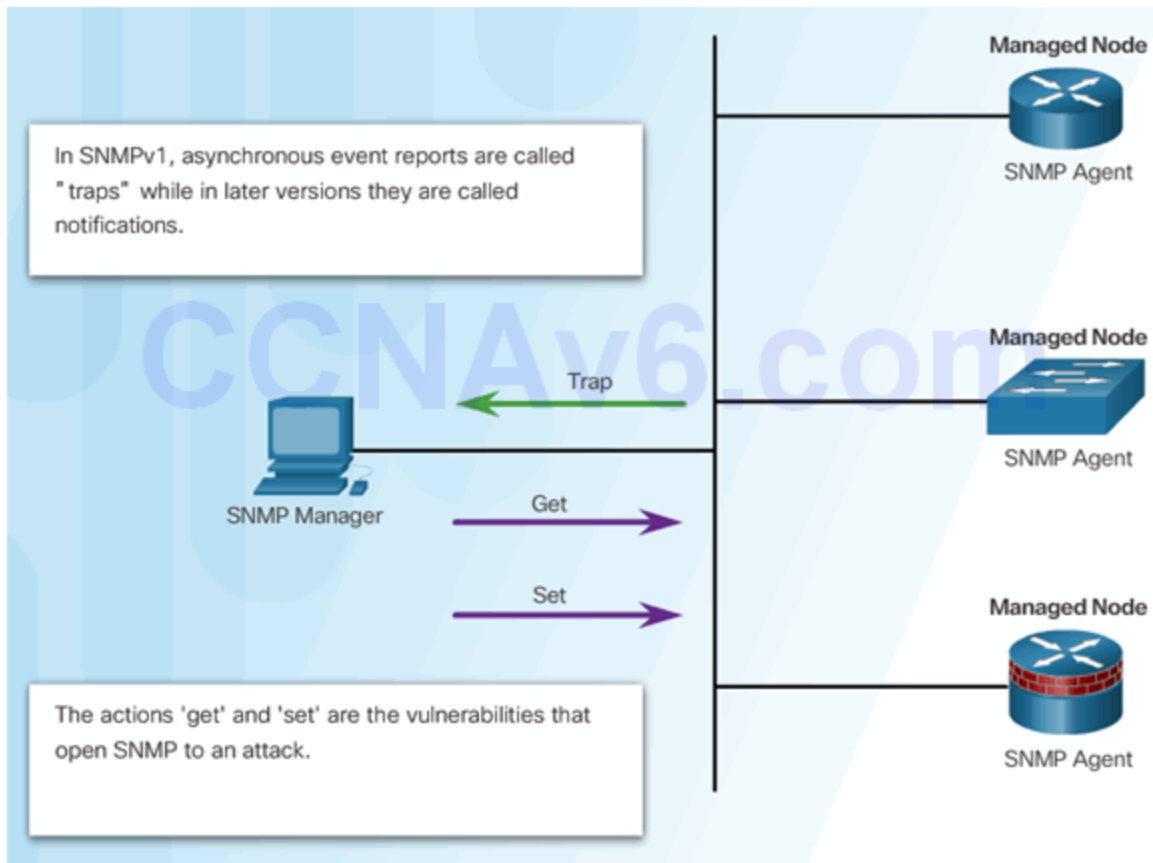 Managed Node
In SNMPv1, asynchronous event reports are called
"traps" while in later versions they are called
notifications.
SNMP Agent
CCNAv6.com
Managed Node
Trap
SNMP Agent
SNMP Manager
Get
Set
Managed Node
The actions 'get' and 'set' are the vulnerabilities that
open SNMP to an attack.
SNMP Agent